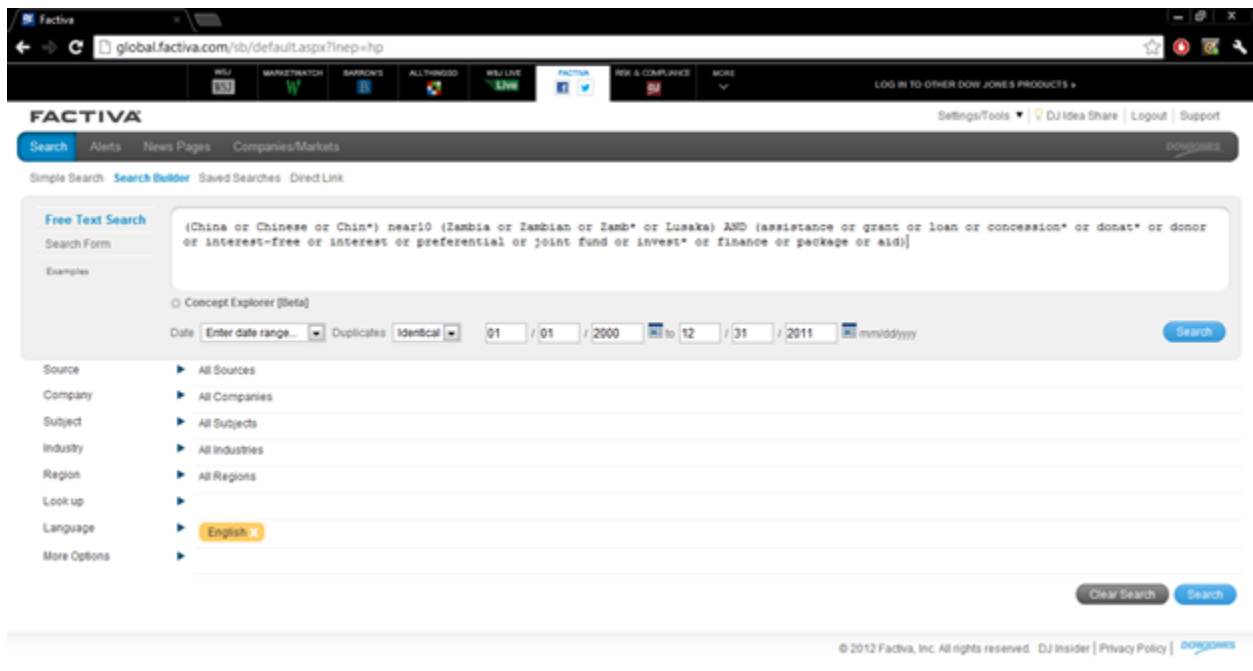 Factiva
global.factiva.com/sb/default.aspx?lnep=hp
WSJ MARKETWATCH BARRON'S ALLTHINGSD WSJ LIVE FACTIVA RISK & COMPLIANCE MORE
WSJ W B Live DJ LOG IN TO OTHER DOW JONES PRODUCTS »
FACTIVA Settings/Tools DJ Idea Share Logout Support
Search Alerts News Pages Companies/Markets DOWJONES
Simple Search Search Builder Saved Searches Direct Link
Free Text Search
Search Form
Examples
(China or Chinese or Chin*) near10 (Zambia or Zambian or Zamb* or Lusaka) AND (assistance or grant or loan or concession* or donat* or donor
or interest-free or interest or preferential or joint fund or invest* or finance or package or aid)
Concept Explorer [Beta]
Date Enter date range... Duplicates Identical 01 / 01 / 2000 to 12 / 31 / 2011 mm/dd/yyyy Search
Source All Sources
Company All Companies
Subject All Subjects
Industry All Industries
Region All Regions
Look up
Language English x
More Options
Clear Search Search
© 2012 Factiva, Inc. All rights reserved. DJ Insider | Privacy Policy | DOWJONES